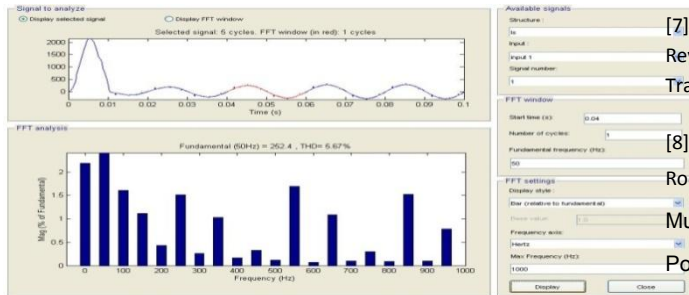 Signal to analyze
Display selected signal
Display FFT window
Selected signal: 5 cycles. FFT window (in red): 1 cycles
2000
1500
1000
500
0
0 0.01 0.02 0.03 0.04 0.05 0.06 0.07 0.08 0.09 0.1
Time (s)
FFT analysis
Fundamental (50Hz) = 252.4 , THD= 5.67%
Mag (% of Fundamental)
2
1.5
1
0.5
0
0 100 200 300 400 500 600 700 800 900 1000
Frequency (Hz)
Available signals
Structure :
Is
Input :
input 1
Signal number:
1
FFT window
Start time (s): 0.04
Number of cycles: 1
Fundamental frequency (Hz):
50
FFT settings
Display style :
Bar (relative to fundamental)
Base value: 1.0
Frequency axis:
Hertz
Max Frequency (Hz):
1000
Display
Close
[7]
Rev
Tra
[8]
Ro
Mu
Po